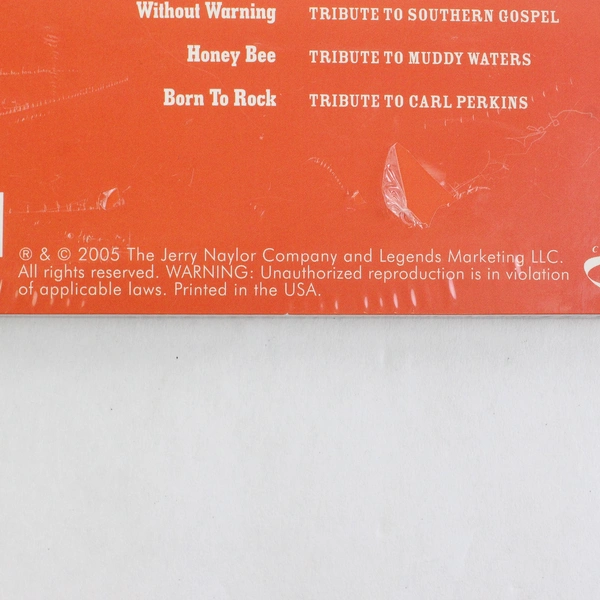 Without Warning TRIBUTE TO SOUTHERN GOSPEL
Honey Bee TRIBUTE TO MUDDY WATERS
Born To Rock TRIBUTE TO CARL PERKINS
® & © 2005 The Jerry Naylor Company and Legends Marketing LLC.
All rights reserved. WARNING: Unauthorized reproduction is in violation
of applicable laws. Printed in the USA.